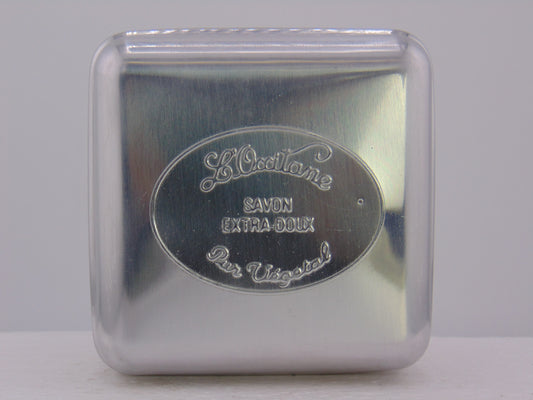 L'Occitane
SAVON
EXTRA-DOUX
Pur Végétal